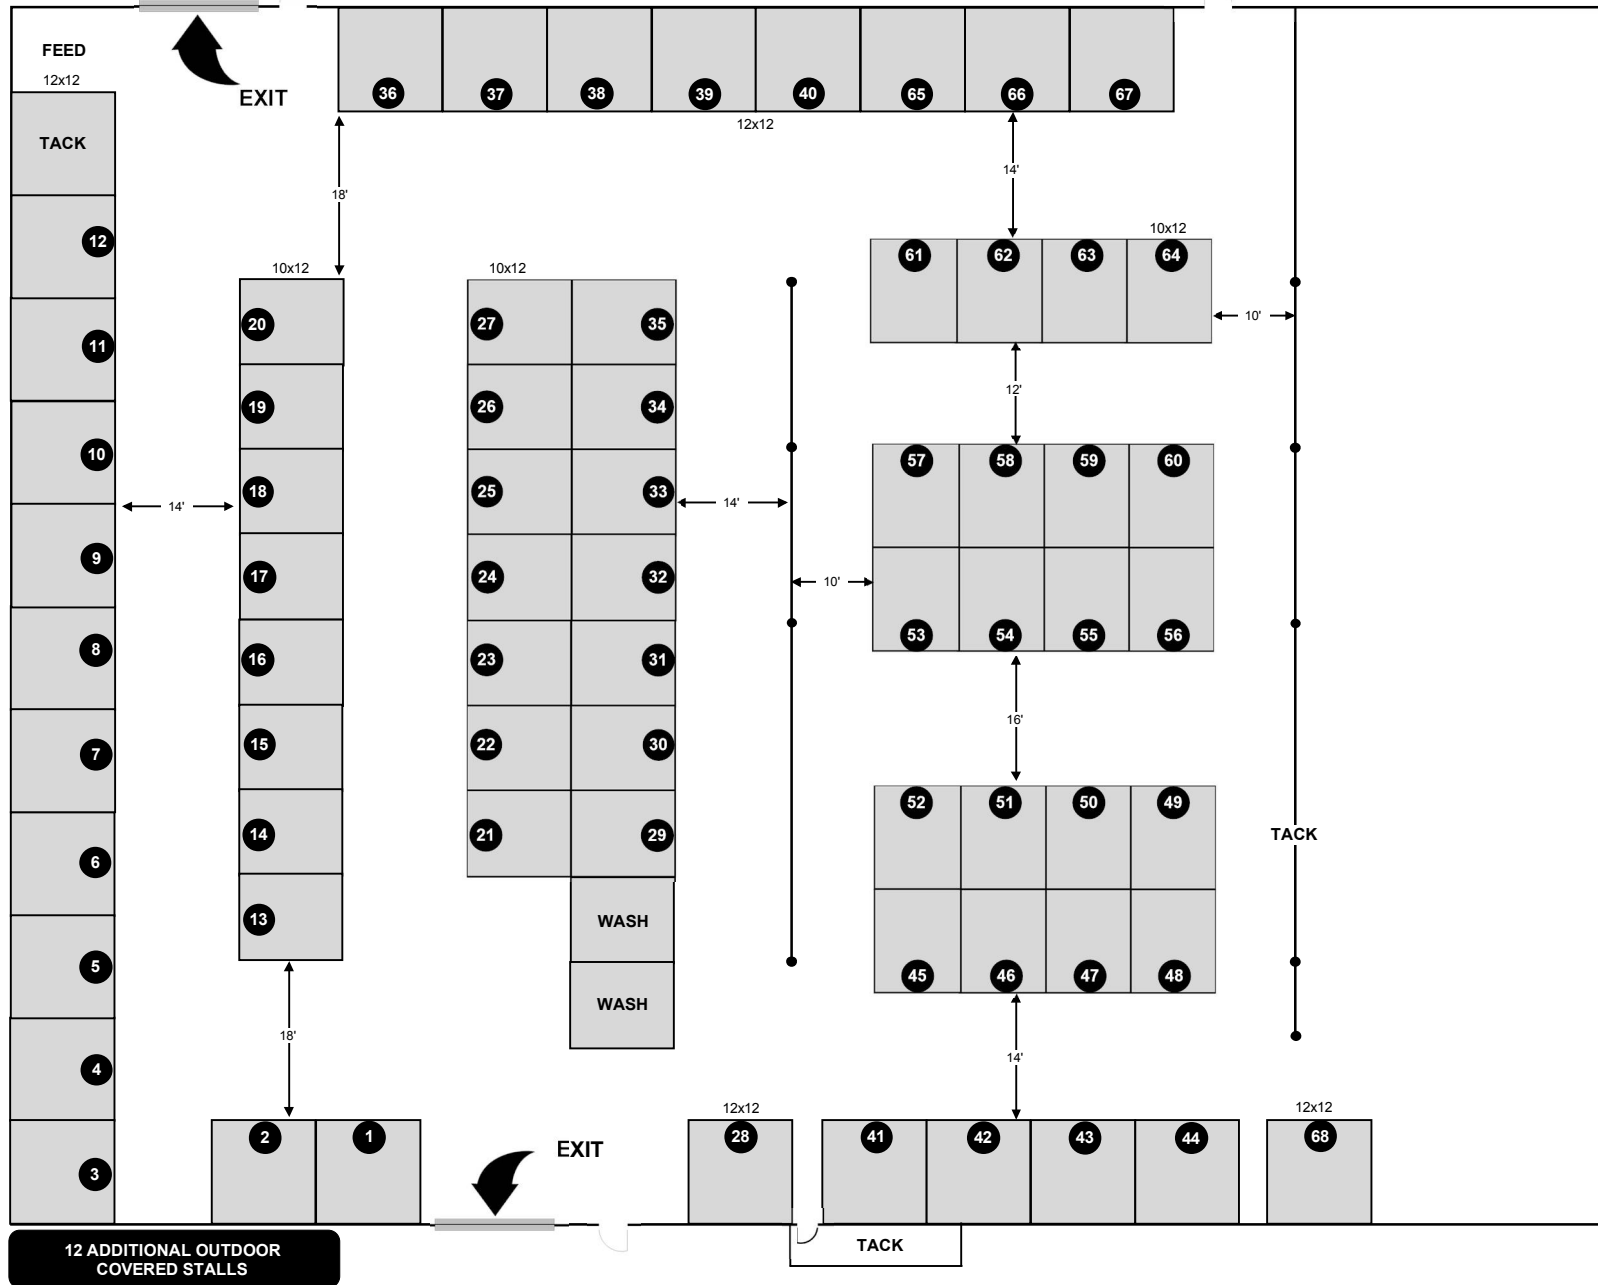 FEED
12x12
EXIT
TACK
36 37 38 39 40 65 66 67
12x12
18'
14'
12
11
10
9
8
7
6
5
4
3
14'
10x12
20
19
18
17
16
15
14
13
18'
2 1
10x12
27 35
26 34
25 33
24 32
23 31
22 30
21 29
WASH
WASH
14'
10'
10x12
61 62 63 64
10'
12'
57 58 59 60
53 54 55 56
16'
52 51 50 49
45 46 47 48
14'
TACK
EXIT
12x12
28
41 42 43 44
12x12
68
TACK
12 ADDITIONAL OUTDOOR
COVERED STALLS